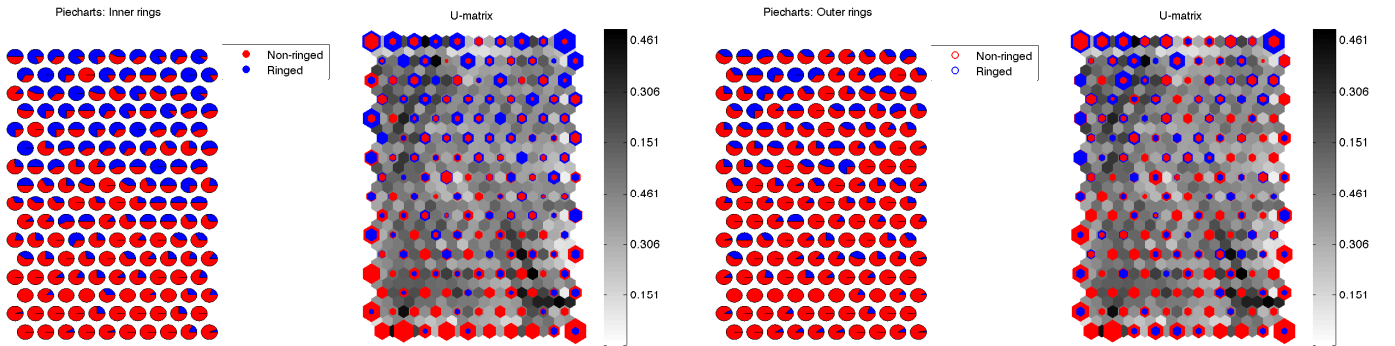 Piecharts: Inner rings
Non-ringed
Ringed
U-matrix
0.461
0.306
0.151
0.461
0.306
0.151
Piecharts: Outer rings
Non-ringed
Ringed
U-matrix
0.461
0.306
0.151
0.461
0.306
0.151